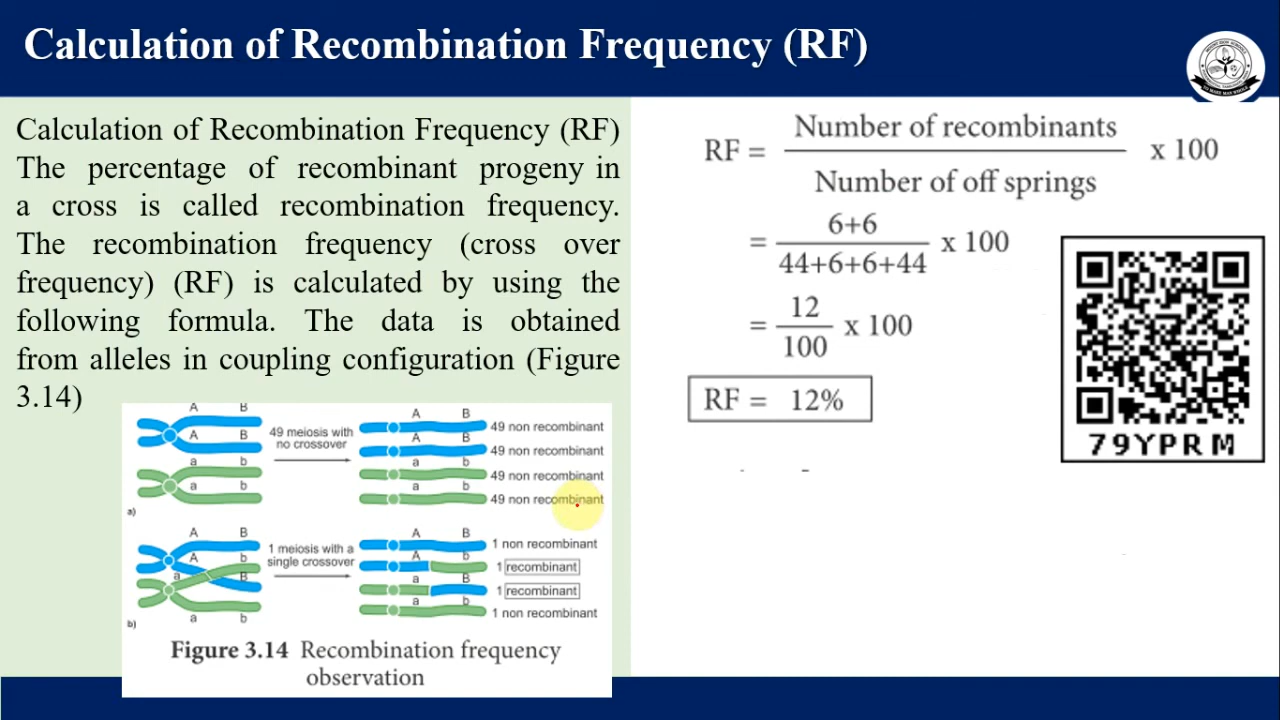 Calculation of Recombination Frequency (RF)
Calculation of Recombination Frequency (RF)
The percentage of recombinant progeny in
a cross is called recombination frequency.
The recombination frequency (cross over
frequency) (RF) is calculated by using the
following formula. The data is obtained
from alleles in coupling configuration (Figure
3.14)
A B
A B
a b
a b
a)
49 meiosis with
no crossover
A B
49 non recombinant
A B
49 non recombinant
a b
49 non recombinant
a b
49 non recombinant
A B
A b
a B
a b
b)
1 meiosis with a
single crossover
A B
1 non recombinant
A b
1 recombinant
a B
1 recombinant
a b
1 non recombinant
Figure 3.14 Recombination frequency
observation
RF = Number of recombinants x 100
Number of off springs
= 6+6 x 100
44+6+6+44
= 12 x 100
100
RF = 12%
79YPRM